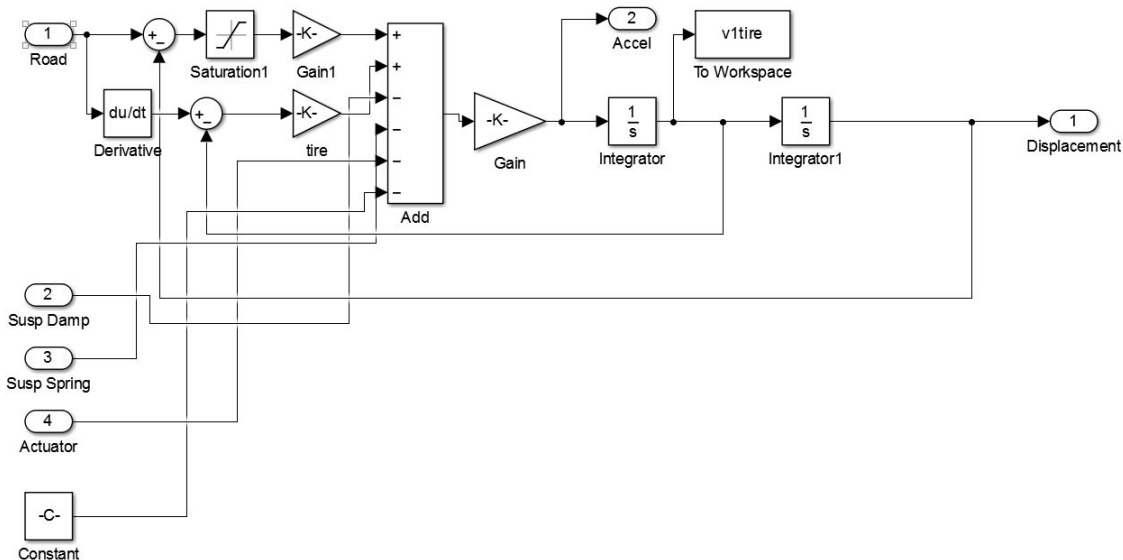 1
Road
+
−
Saturation1
-K-
Gain1
du/dt
Derivative
+
−
-K-
tire
+
+
−
−
−
−
Add
-K-
Gain
2
Accel
1
s
Integrator
v1tire
To Workspace
1
s
Integrator1
1
Displacement
2
Susp Damp
3
Susp Spring
4
Actuator
-C-
Constant